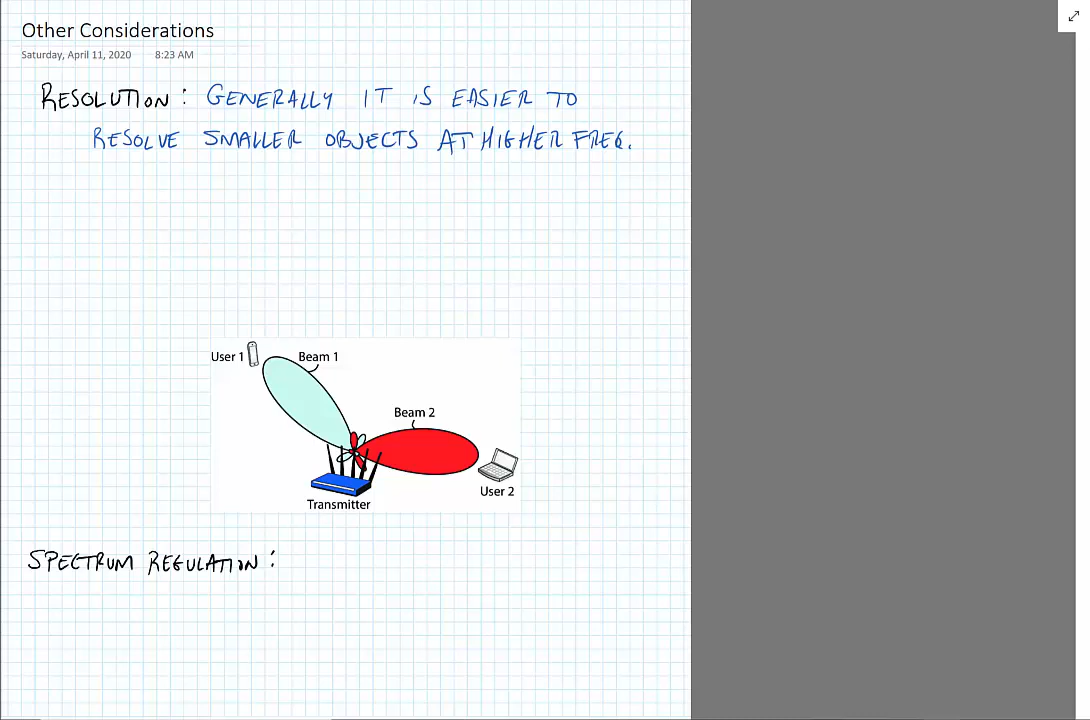 Other Considerations
Saturday, April 11, 2020 8:23 AM
RESOLUTION: GENERALLY IT IS EASIER TO
RESOLVE SMALLER OBJECTS AT HIGHER FREQ.
User 1
Beam 1
Beam 2
User 2
Transmitter
SPECTRUM REGULATION: